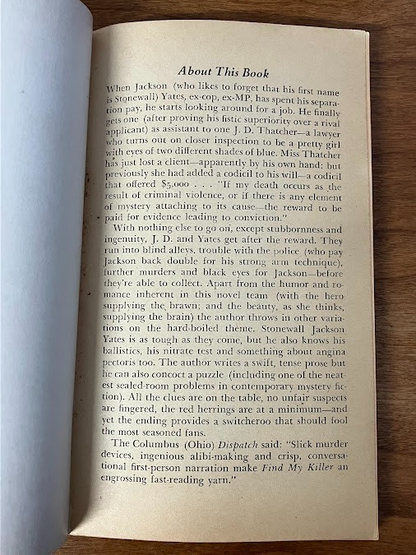 About This Book
When Jackson (who likes to forget that his first name
is Stonewall) Yates, ex-cop, ex-MP, has spent his separa-
tion pay, he starts looking around for a job. He finally
gets one (after proving his fistic superiority over a rival
applicant) as assistant to one J. D. Thatcher—a lawyer
who turns out on closer inspection to be a pretty girl
with eyes of two different shades of blue. Miss Thatcher
has just lost a client—apparently by his own hand; but
previously she had added a codicil to his will—a codicil
that offered $5,000 . . . "If my death occurs as the
result of criminal violence, or if there is any element
of mystery attaching to its cause—the reward to be
paid for evidence leading to conviction."
With nothing else to go on, except stubbornness and
ingenuity, J. D. and Yates get after the reward. They
run into blind alleys, trouble with the police (who pay
Jackson back double for his strong arm technique),
further murders and black eyes for Jackson—before
they're able to collect. Apart from the humor and ro-
mance inherent in this novel team (with the hero
supplying the brawn; and the beauty, as she thinks,
supplying the brain) the author throws in other varia-
tions on the hard-boiled theme. Stonewall Jackson
Yates is as tough as they come, but he also knows his
ballistics, his nitrate test and something about angina
pectoris too. The author writes a swift, tense prose but
he can also concoct a puzzle (including one of the neat-
est sealed-room problems in contemporary mystery fic-
tion). All the clues are on the table, no unfair suspects
are fingered, the red herrings are at a minimum—and
yet the ending provides a switcheroo that should fool
the most seasoned fans.
The Columbus (Ohio) Dispatch said: "Slick murder
devices, ingenious alibi-making and crisp, conversa-
tional first-person narration make Find My Killer an
engrossing fast-reading yarn."